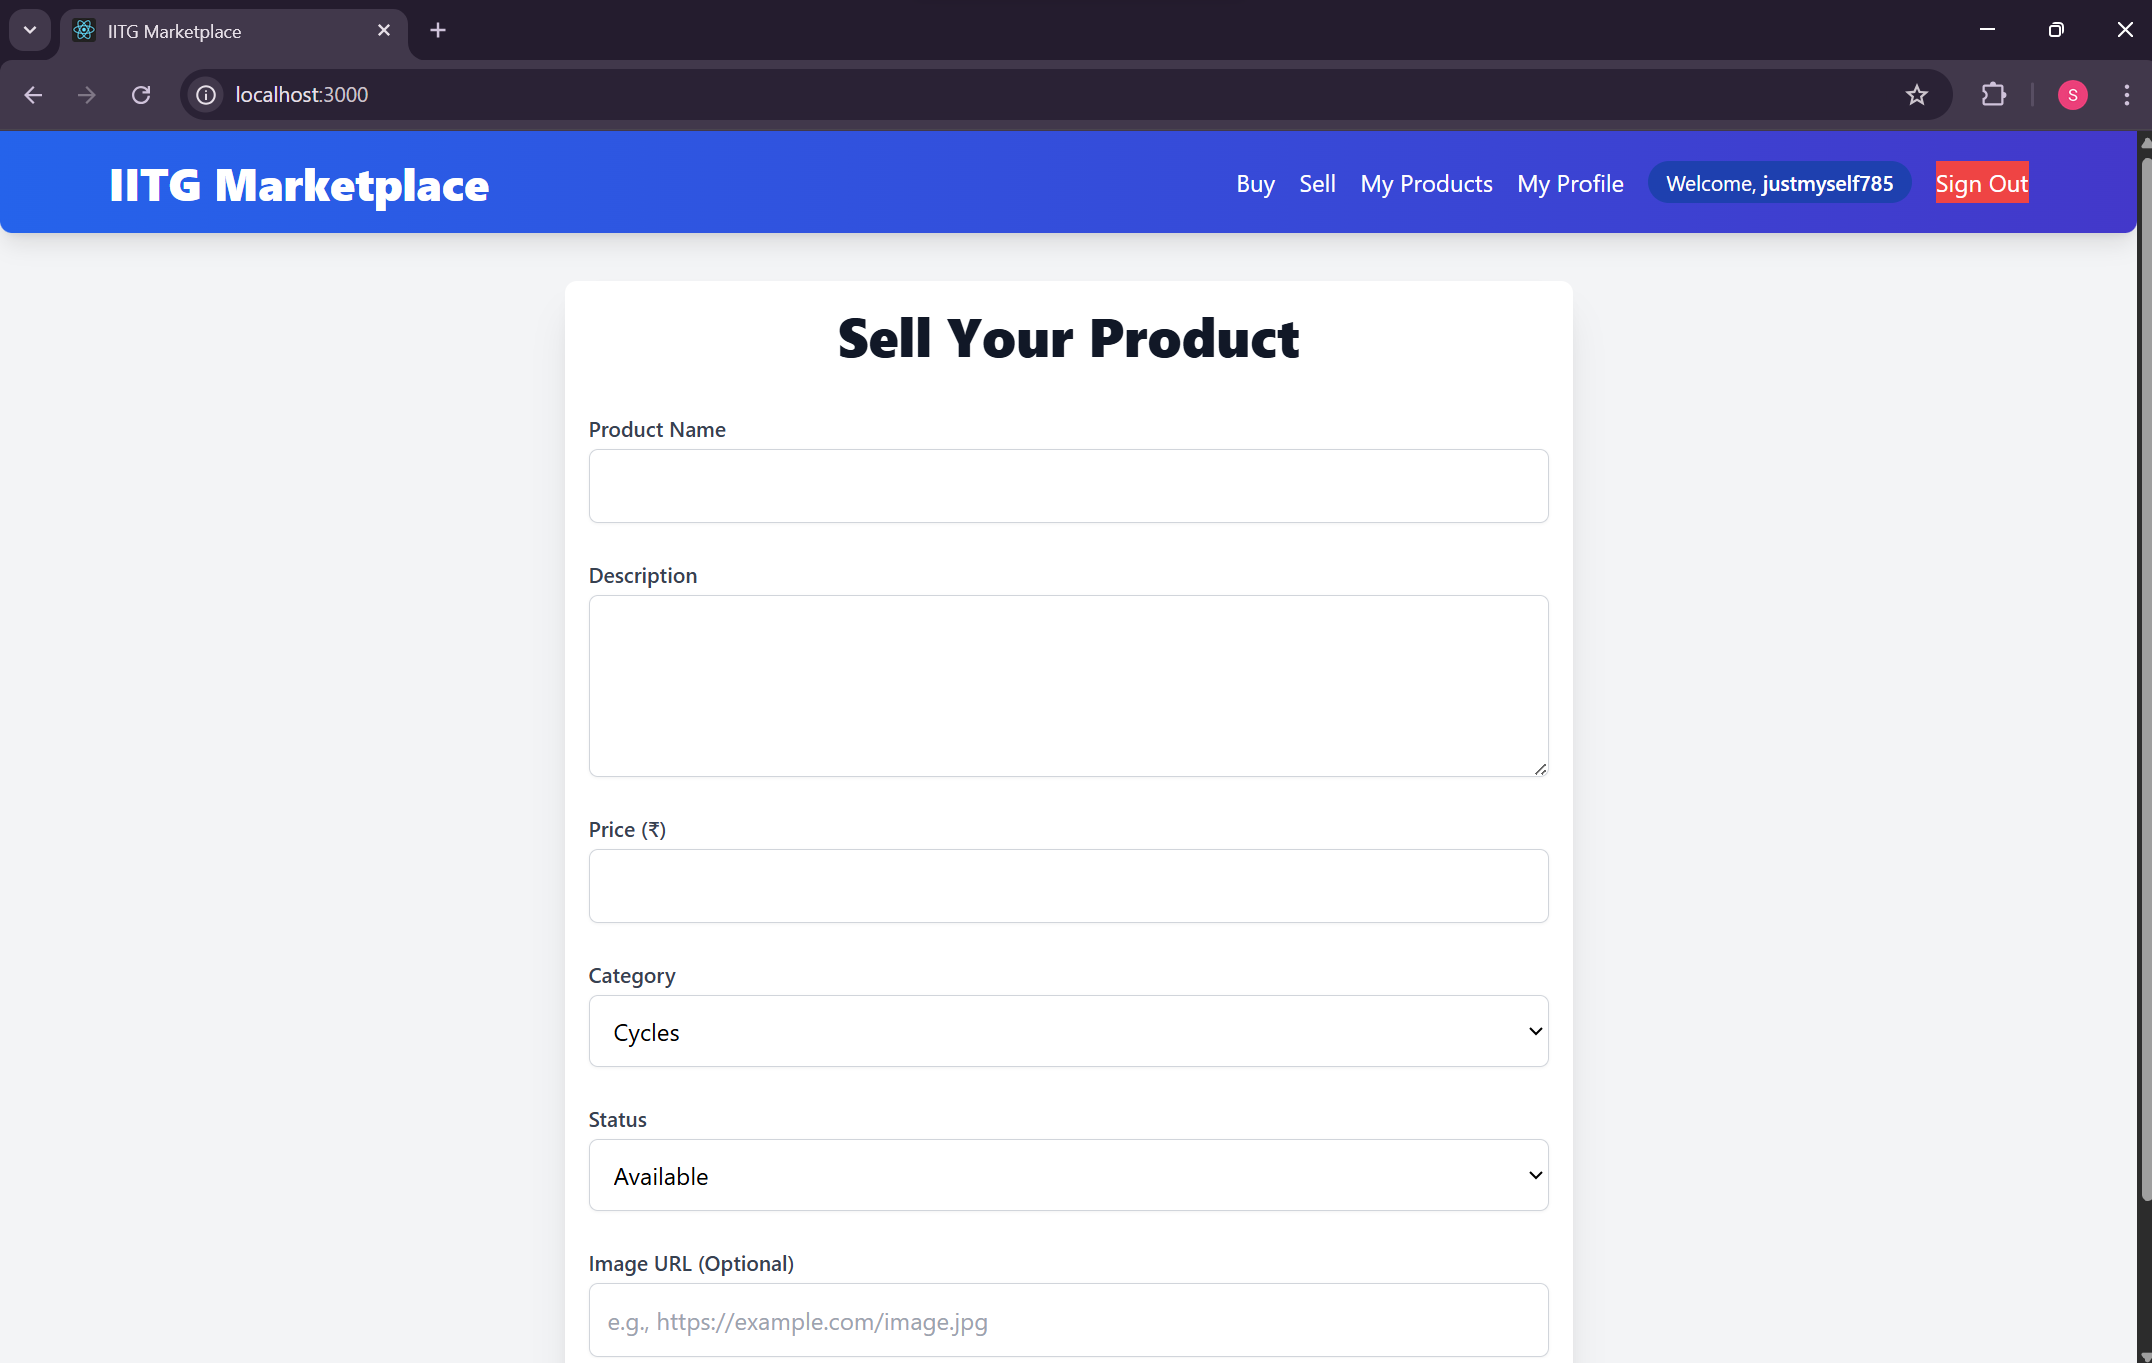 IITG Marketplace
localhost:3000
S
IITG Marketplace
Buy Sell My Products My Profile Welcome, justmyself785 Sign Out
Sell Your Product
Product Name
Description
Price (₹)
Category
Cycles
Status
Available
Image URL (Optional)
e.g., https://example.com/image.jpg